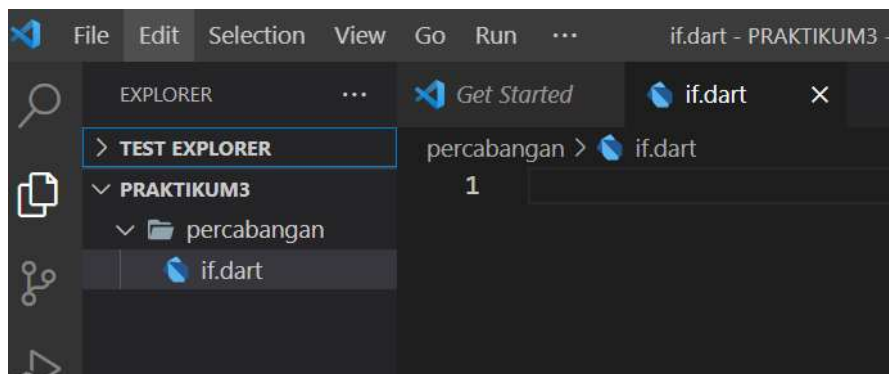 File Edit Selection View Go Run ··· if.dart - PRAKTIKUM3 -
EXPLORER ··· Get Started if.dart ×
> TEST EXPLORER
percabangan > if.dart
PRAKTIKUM3
1
percabangan
if.dart